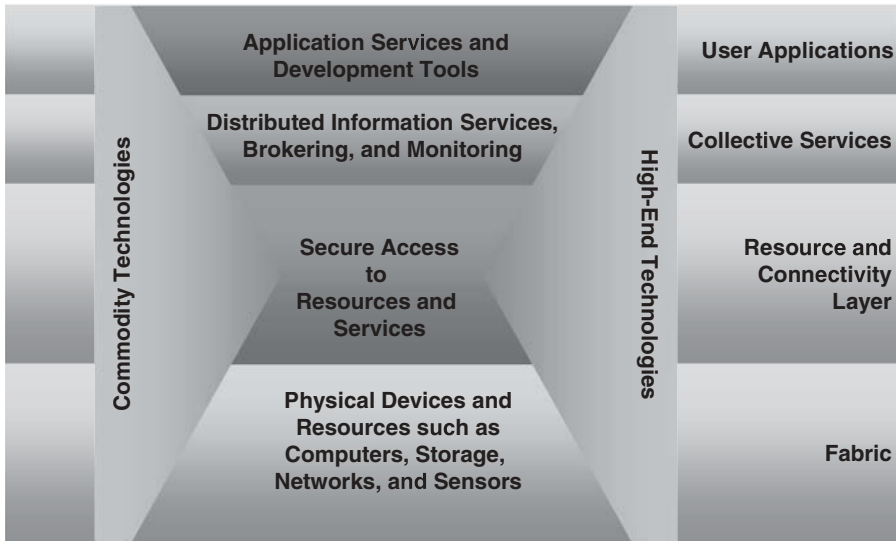 Application Services and
Development Tools
User Applications
Distributed Information Services,
Brokering, and Monitoring
Collective Services
Commodity Technologies
High-End Technologies
Secure Access
to
Resources and
Services
Resource and
Connectivity
Layer
Physical Devices and
Resources such as
Computers, Storage,
Networks, and Sensors
Fabric